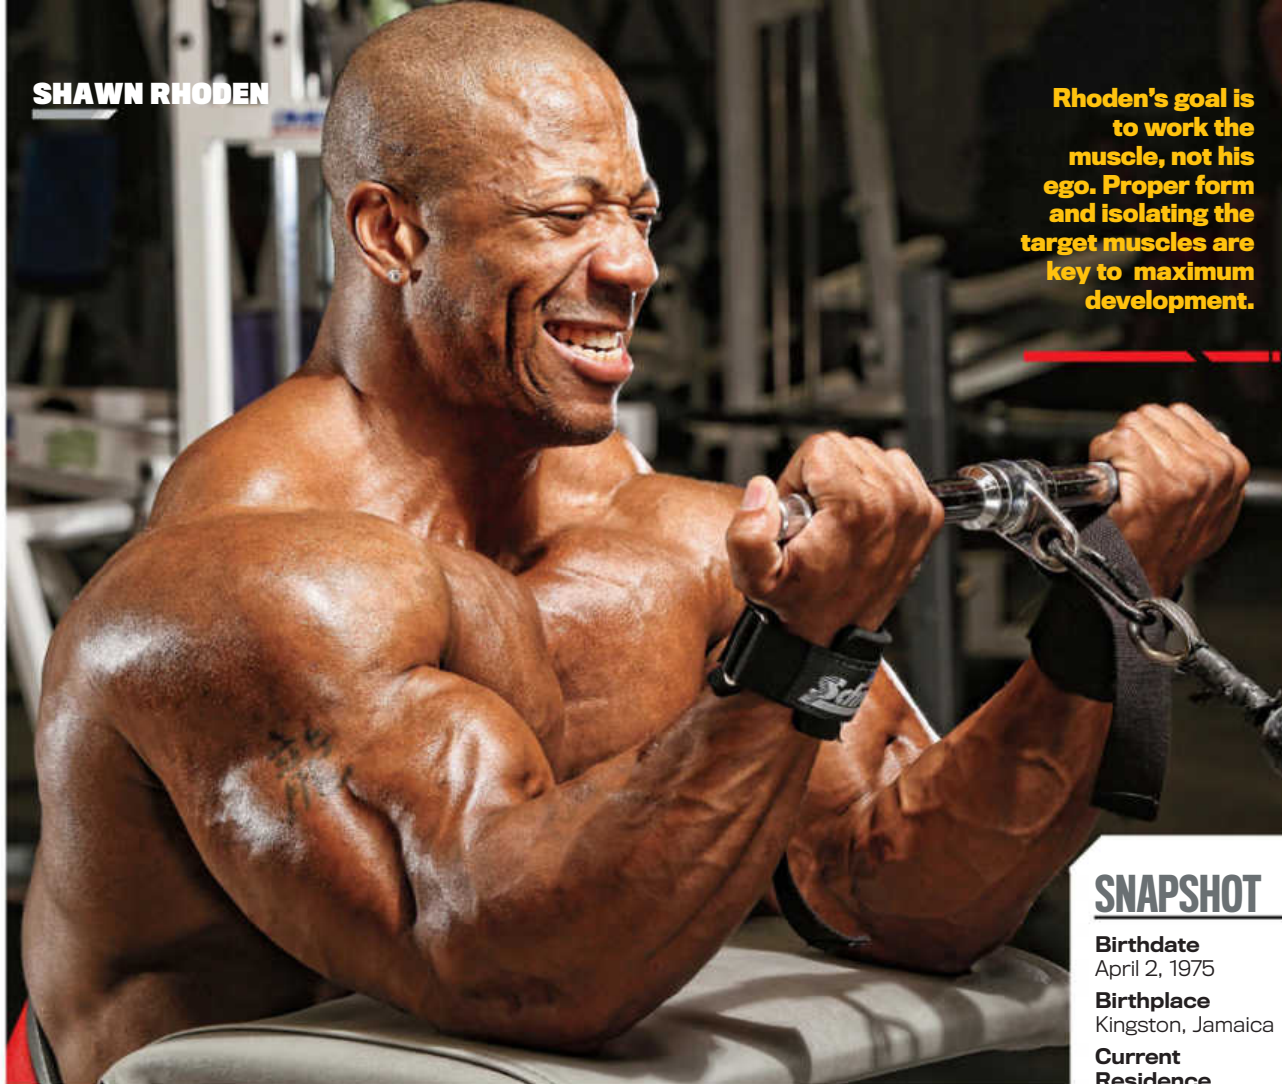 SHAWN RHODEN
Rhoden's goal is
to work the
muscle, not his
ego. Proper form
and isolating the
target muscles are
key to maximum
development.
SNAPSHOT
Birthdate
April 2, 1975
Birthplace
Kingston, Jamaica
Current
Residence